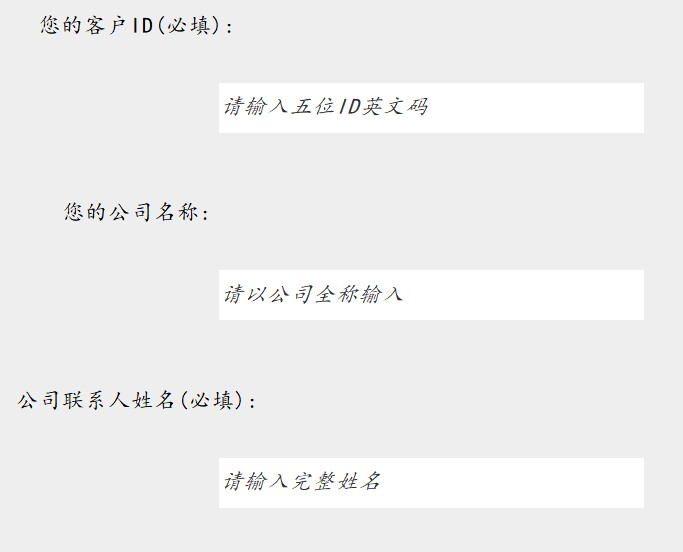 您的客户ID(必填):
请输入五位ID英文码
您的公司名称:
请以公司全称输入
公司联系人姓名(必填):
请输入完整姓名